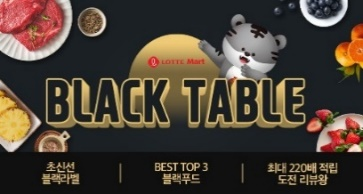 LOTTE Mart
BLACK TABLE
초신선
블랙라벨
BEST TOP 3
블랙푸드
최대 220배 적립
도전 리뷰왕